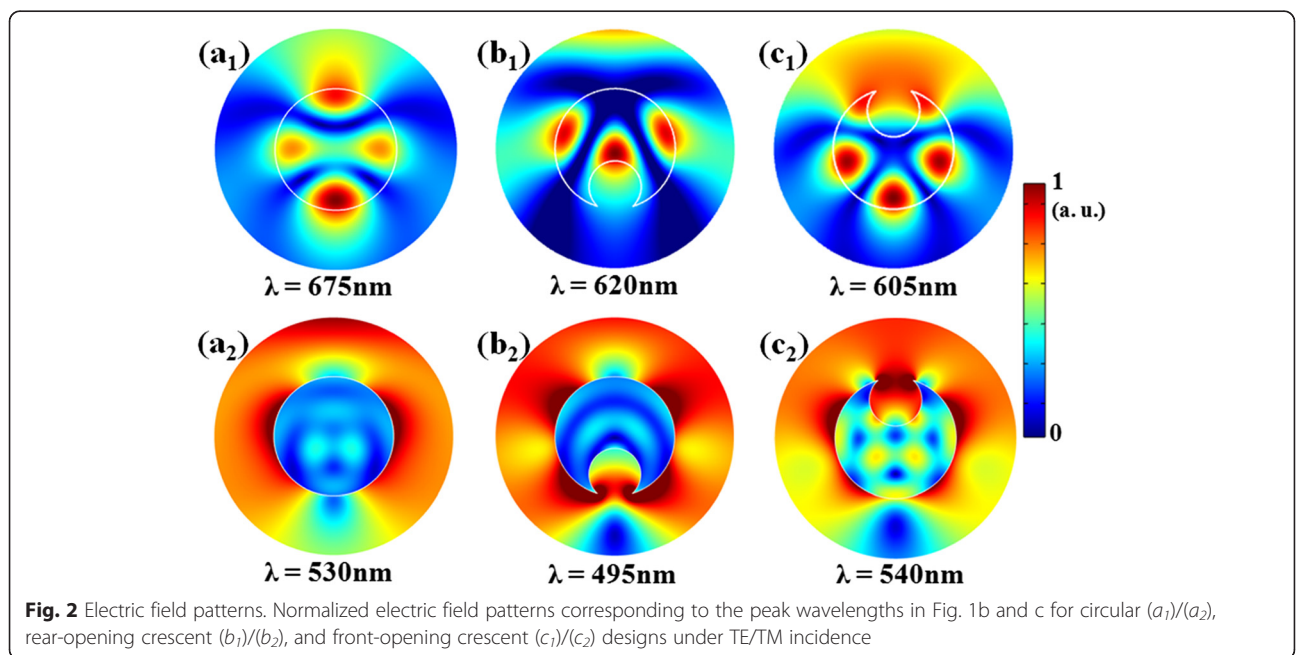 (a₁)
(b₁)
(c₁)
λ = 675nm
λ = 620nm
λ = 605nm
1
(a. u.)
0
(a₂)
(b₂)
(c₂)
λ = 530nm
λ = 495nm
λ = 540nm
Fig. 2 Electric field patterns. Normalized electric field patterns corresponding to the peak wavelengths in Fig. 1b and c for circular (a₁)/(a₂),
rear-opening crescent (b₁)/(b₂), and front-opening crescent (c₁)/(c₂) designs under TE/TM incidence